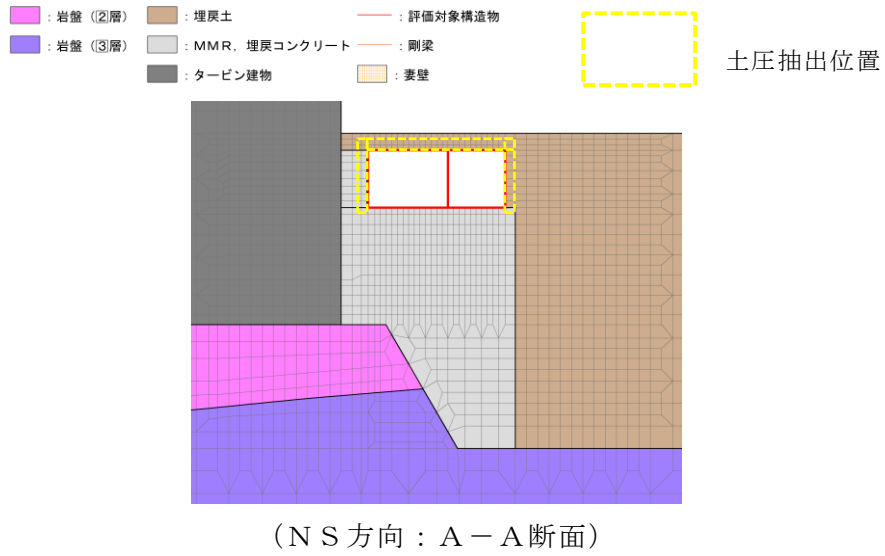 ：岩盤（②層）　：埋戻土　：評価対象構造物
：岩盤（③層）　：ＭＭＲ，埋戻コンクリート　：剛梁
：タービン建物　：妻壁
土圧抽出位置
（ＮＳ方向：Ａ－Ａ断面）